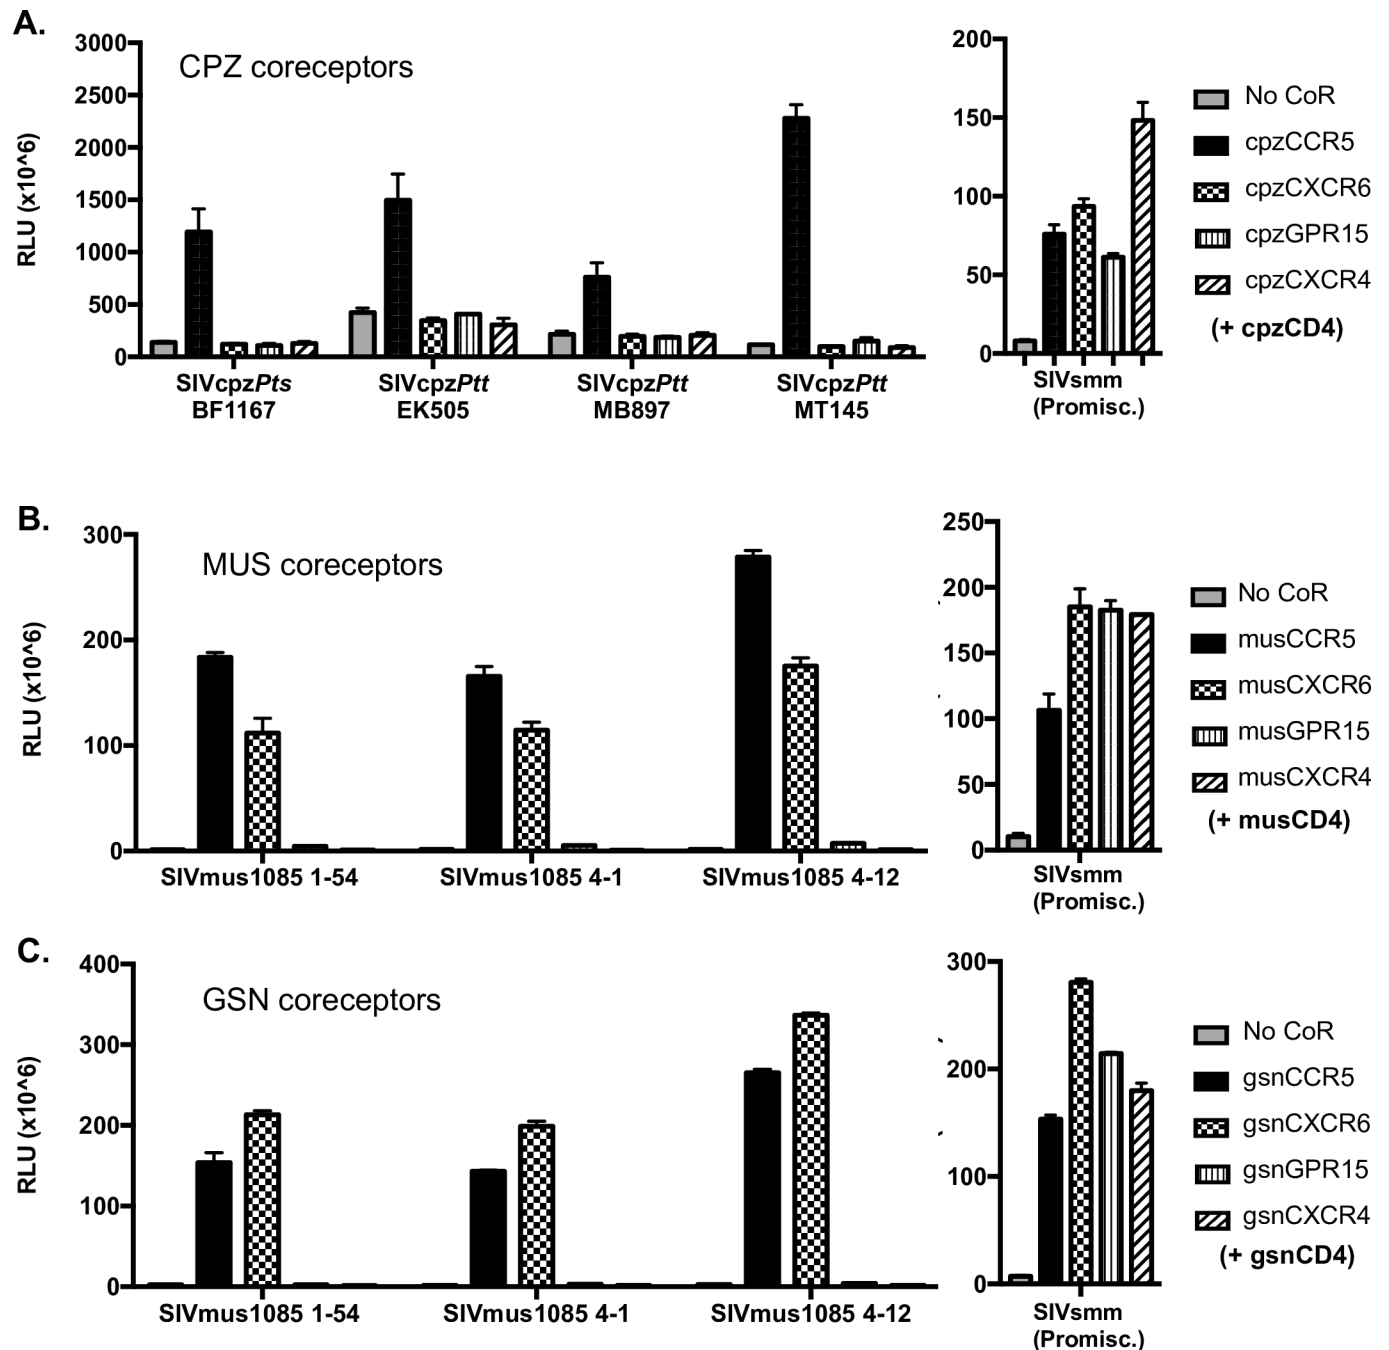 A.
CPZ coreceptors
RLU (x10^6)
3000
2500
2000
1500
1000
500
0
SIVcpzPts
BF1167
SIVcpzPtt
EK505
SIVcpzPtt
MB897
SIVcpzPtt
MT145
200
150
100
50
0
SIVsmm
(Promisc.)
No CoR
cpzCCR5
cpzCXCR6
cpzGPR15
cpzCXCR4
(+ cpzCD4)
B.
MUS coreceptors
RLU (x10^6)
300
200
100
0
SIVmus1085 1-54
SIVmus1085 4-1
SIVmus1085 4-12
250
200
150
100
50
0
SIVsmm
(Promisc.)
No CoR
musCCR5
musCXCR6
musGPR15
musCXCR4
(+ musCD4)
C.
GSN coreceptors
RLU (x10^6)
400
300
200
100
0
SIVmus1085 1-54
SIVmus1085 4-1
SIVmus1085 4-12
300
200
100
0
SIVsmm
(Promisc.)
No CoR
gsnCCR5
gsnCXCR6
gsnGPR15
gsnCXCR4
(+ gsnCD4)